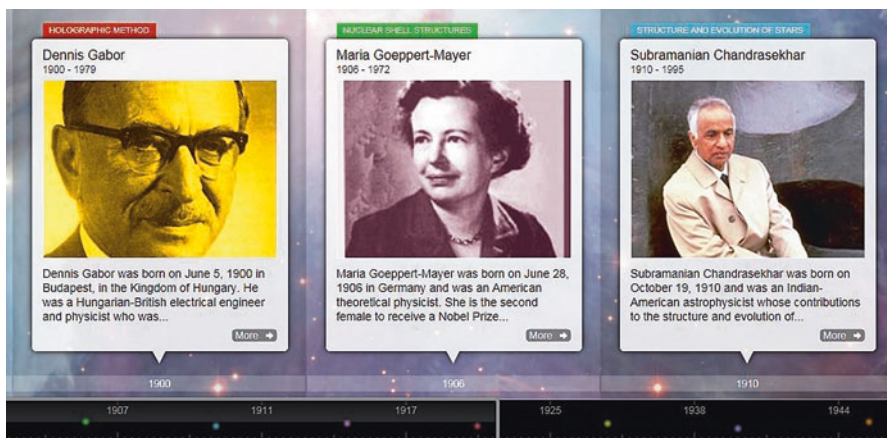 HOLOGRAPHIC METHOD
Dennis Gabor
1900 - 1979
Dennis Gabor was born on June 5, 1900 in
Budapest, in the Kingdom of Hungary. He
was a Hungarian-British electrical engineer
and physicist who was...
More
1900
NUCLEAR SHELL STRUCTURES
Maria Goeppert-Mayer
1906 - 1972
Maria Goeppert-Mayer was born on June 28,
1906 in Germany and was an American
theoretical physicist. She is the second
female to receive a Nobel Prize...
More
1906
STRUCTURE AND EVOLUTION OF STARS
Subramanian Chandrasekhar
1910 - 1995
Subramanian Chandrasekhar was born on
October 19, 1910 and was an Indian-
American astrophysicist whose contributions
to the structure and evolution of...
More
1910
1907 1911 1917 1925 1938 1944